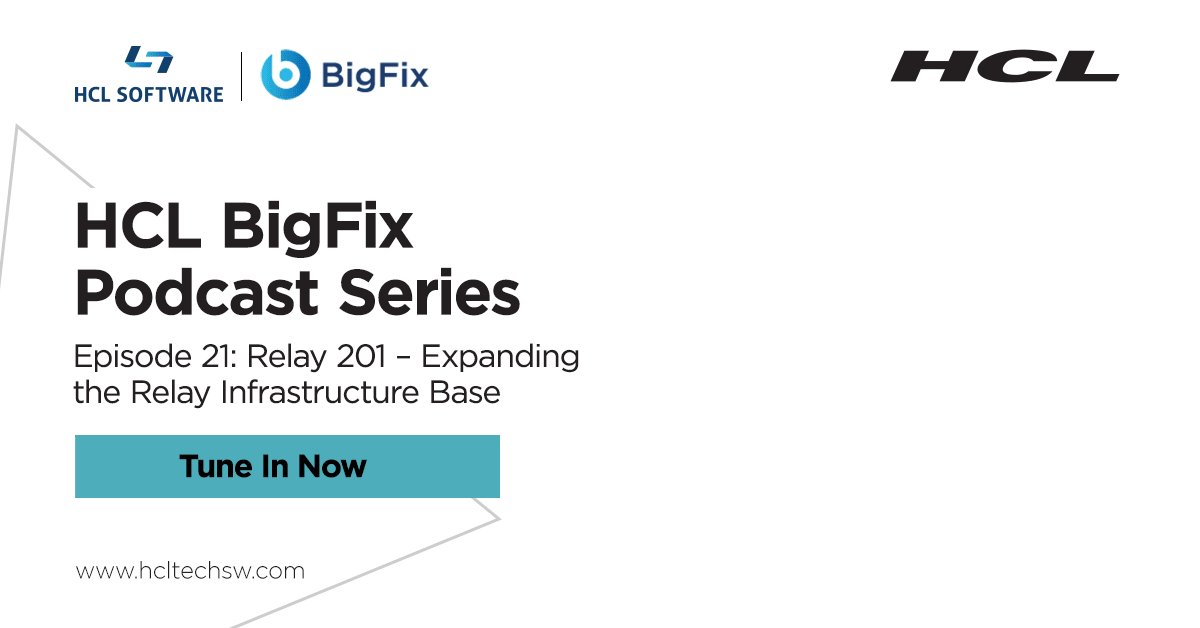 HCL SOFTWARE
BigFix
HCL
HCL BigFix
Podcast Series
Episode 21: Relay 201 – Expanding
the Relay Infrastructure Base
Tune In Now
www.hcltechsw.com